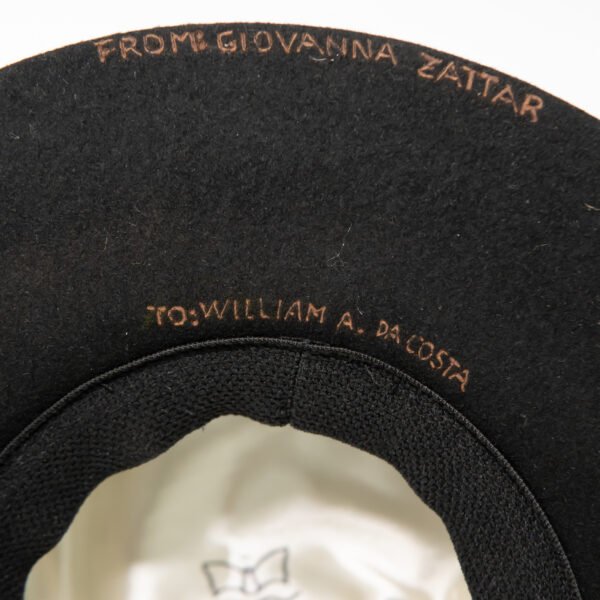 FROM: GIOVANNA ZATTAR
TO: WILLIAM A. DA COSTA